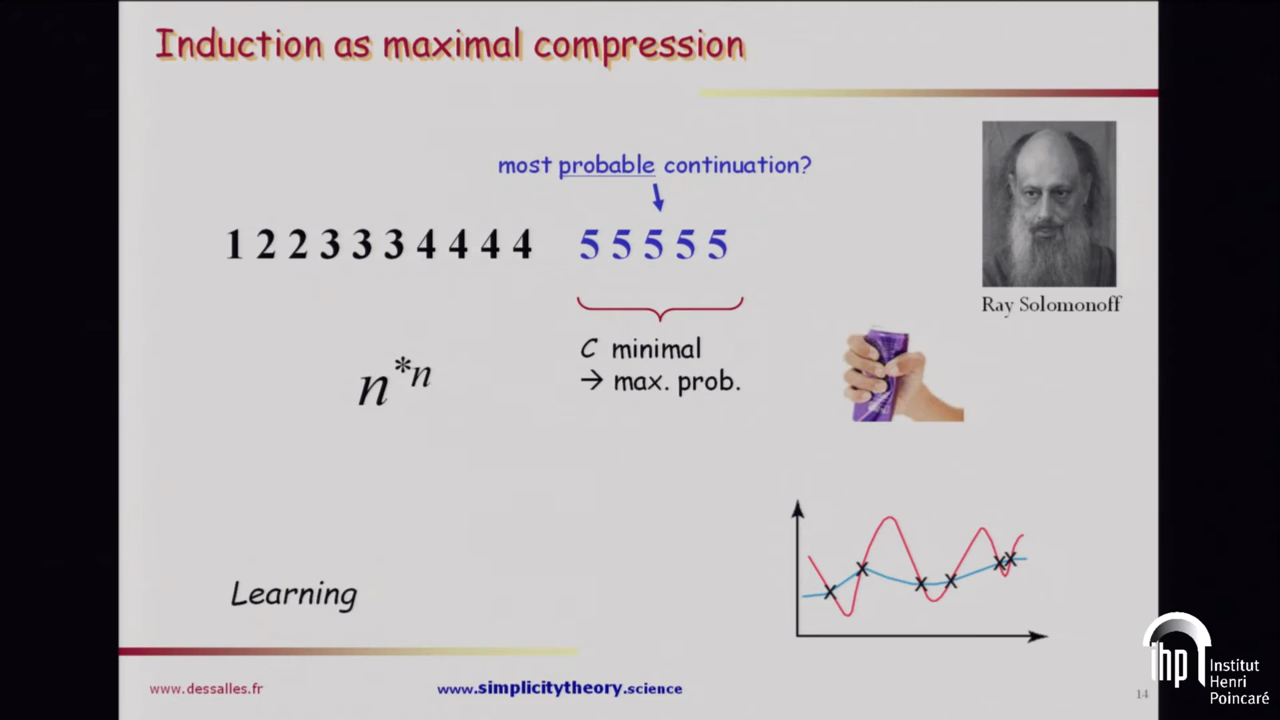 Induction as maximal compression
most probable continuation?
1 2 2 3 3 3 4 4 4 4 5 5 5 5 5
Ray Solomonoff
C minimal
→ max. prob.
n*n
Learning
www.dessalles.fr
www.simplicitytheory.science
14
ihp
Institut
Henri
Poincaré